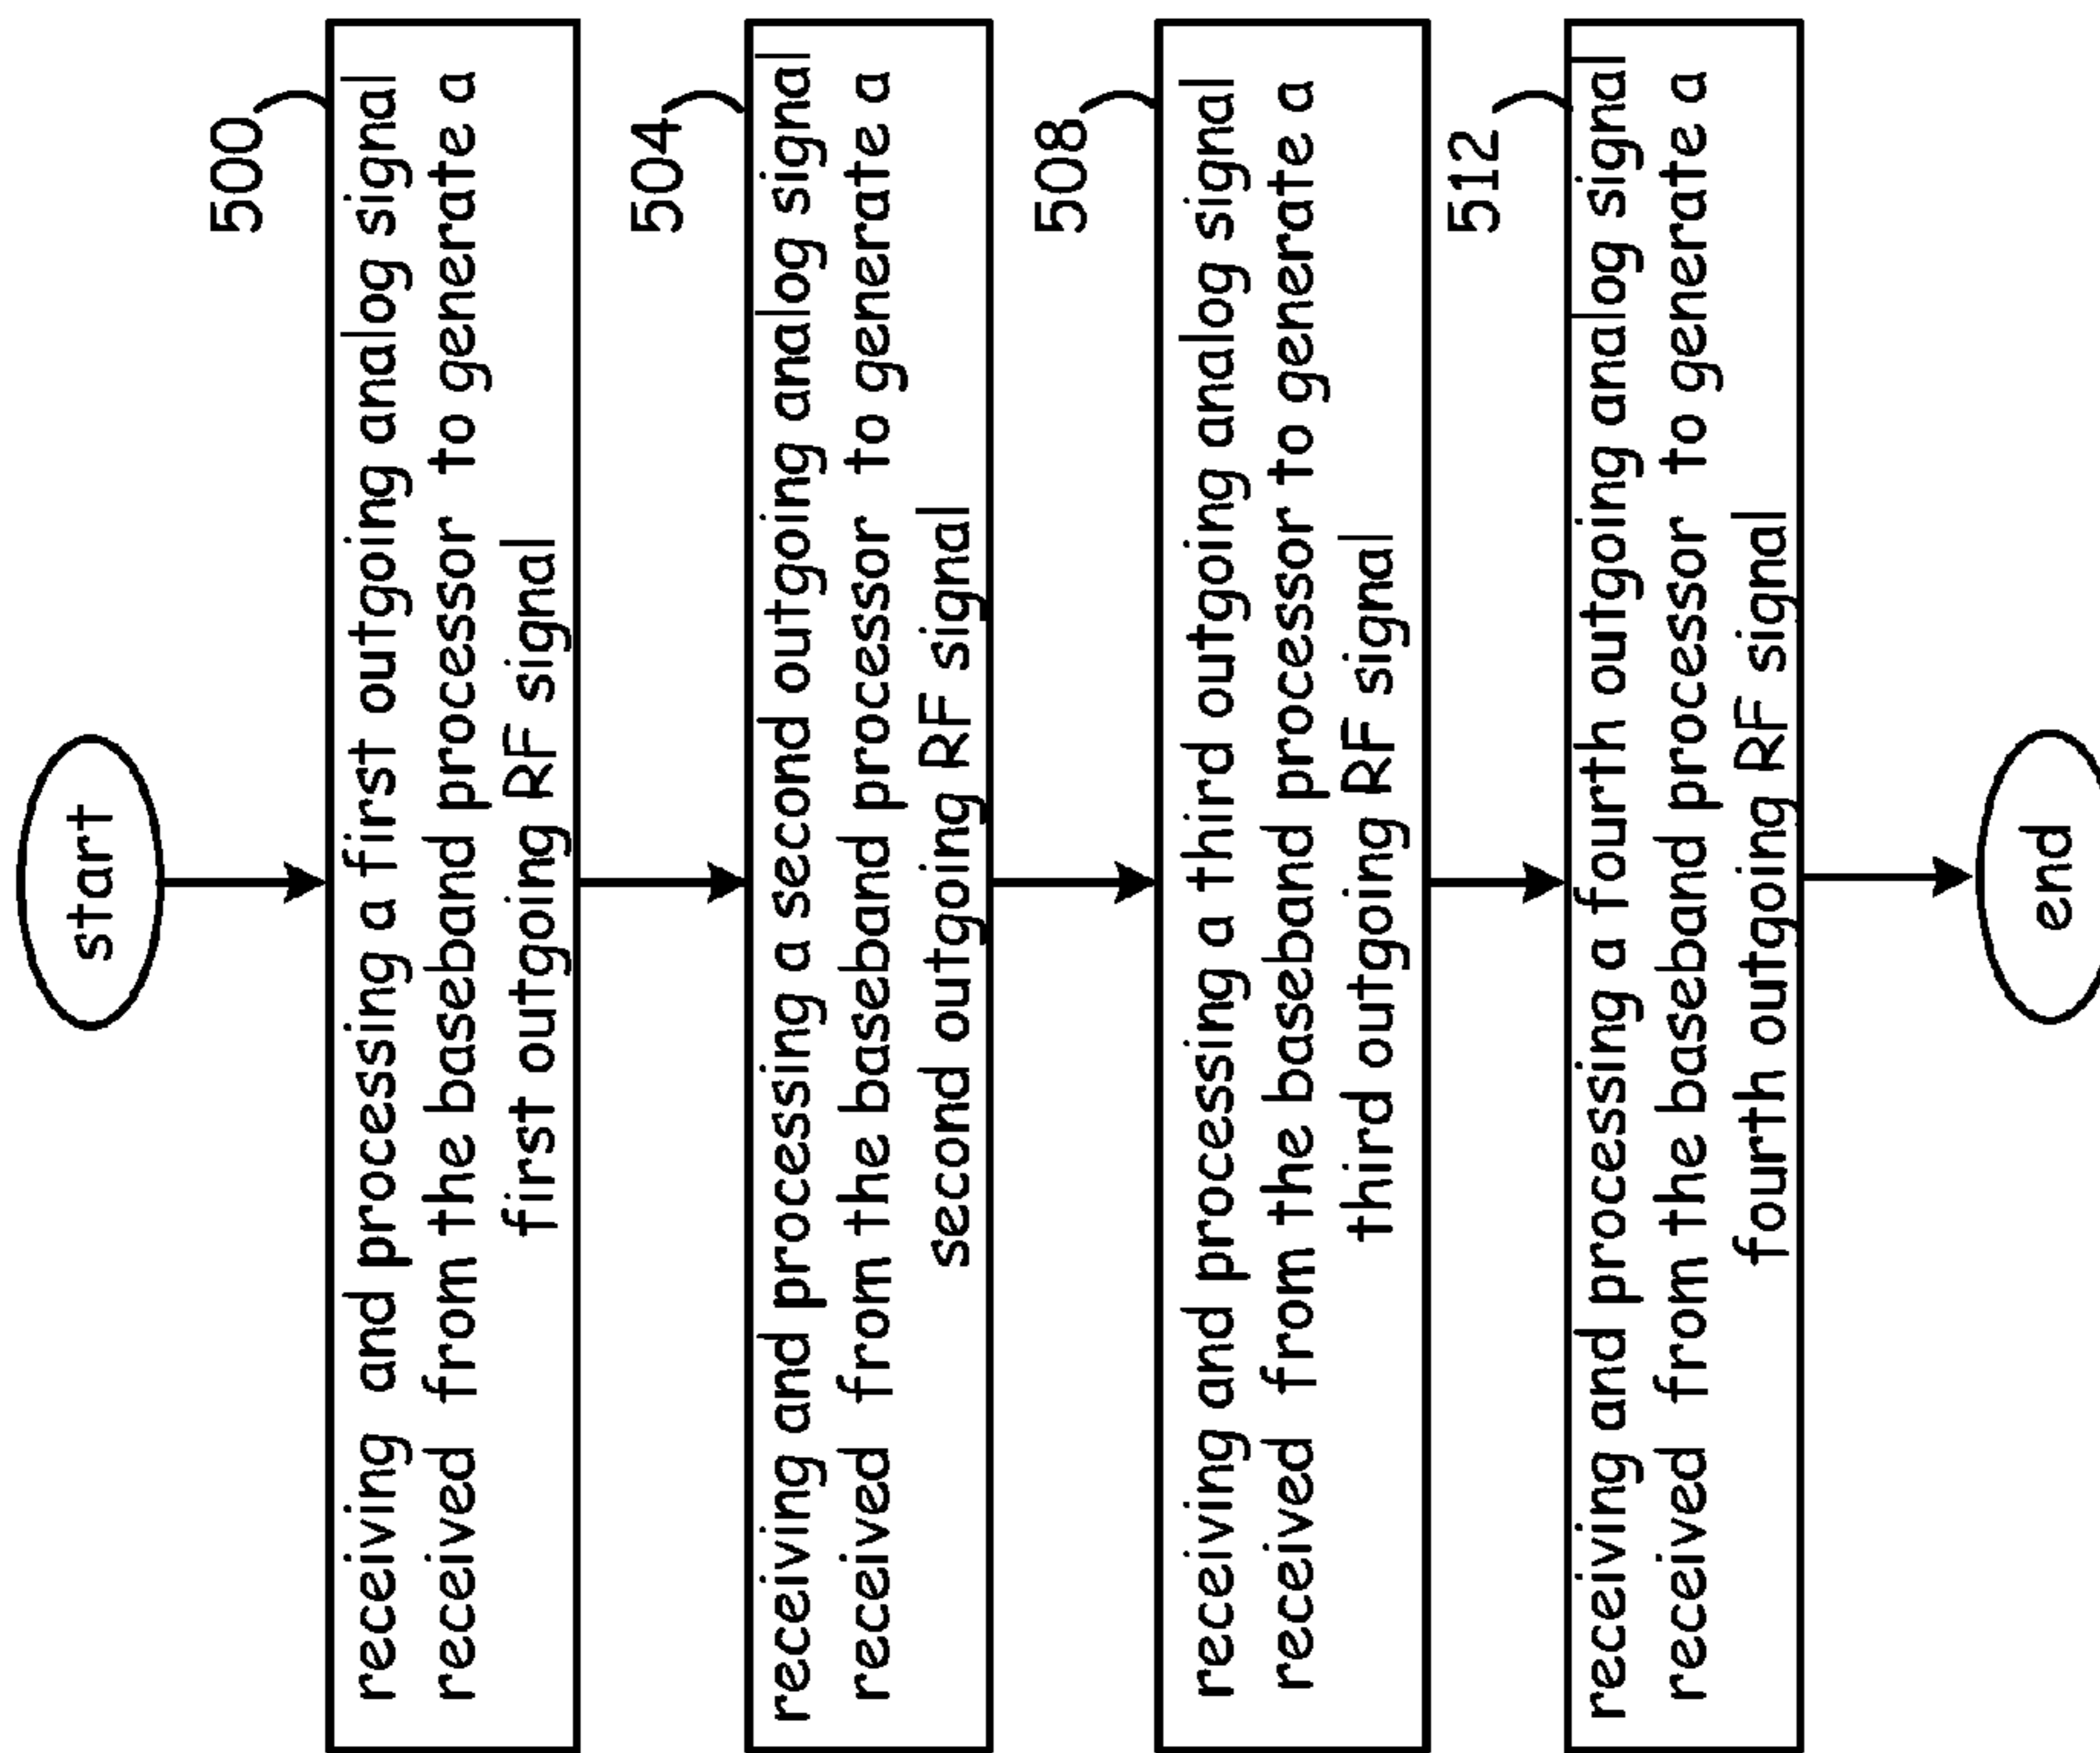 start
500
receiving and processing a first outgoing analog signal
received from the baseband processor to generate a
first outgoing RF signal
504
receiving and processing a second outgoing analog signal
received from the baseband processor to generate a
second outgoing RF signal
508
receiving and processing a third outgoing analog signal
received from the baseband processor to generate a
third outgoing RF signal
512
receiving and processing a fourth outgoing analog signal
received from the baseband processor to generate a
fourth outgoing RF signal
end